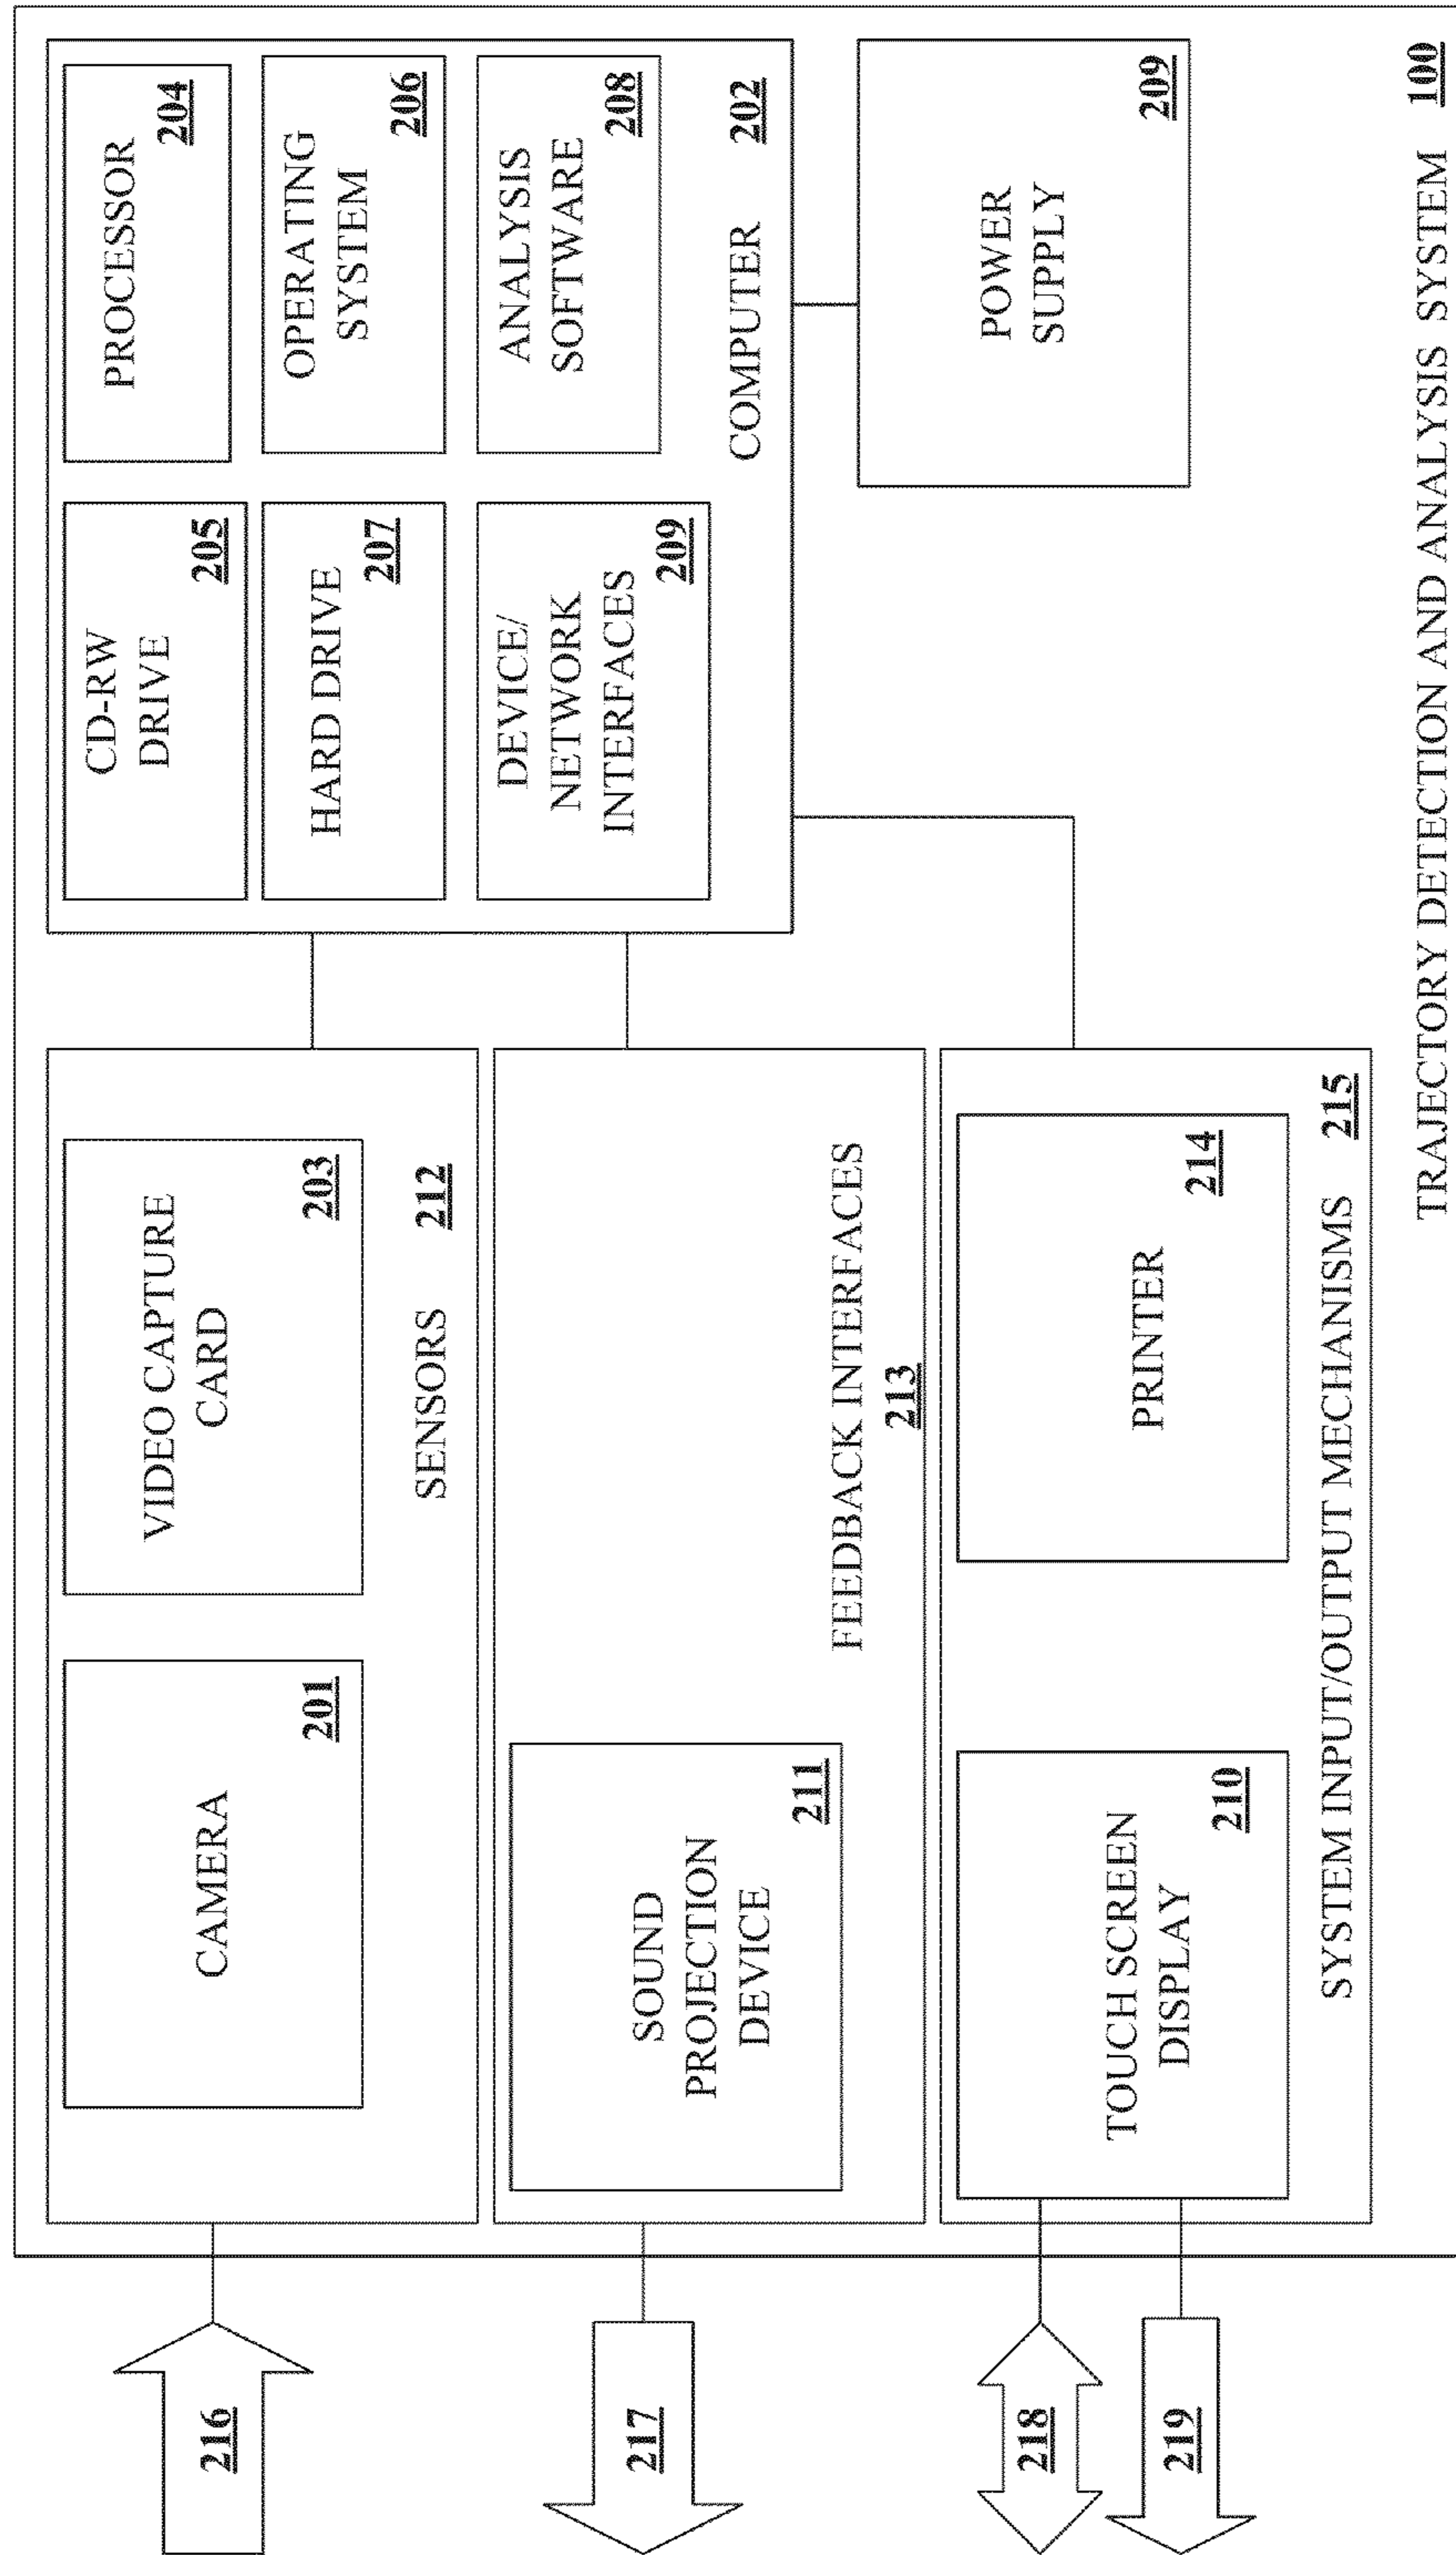 216
CAMERA
201
VIDEO CAPTURE
CARD
203
SENSORS 212
217
SOUND
PROJECTION
DEVICE
211
FEEDBACK INTERFACES
213
218
219
TOUCH SCREEN
DISPLAY
210
PRINTER
214
SYSTEM INPUT/OUTPUT MECHANISMS 215
CD-RW
DRIVE
205
PROCESSOR
204
HARD DRIVE
207
OPERATING
SYSTEM
206
DEVICE/
NETWORK
INTERFACES
209
ANALYSIS
SOFTWARE
208
COMPUTER 202
POWER
SUPPLY
209
TRAJECTORY DETECTION AND ANALYSIS SYSTEM 100